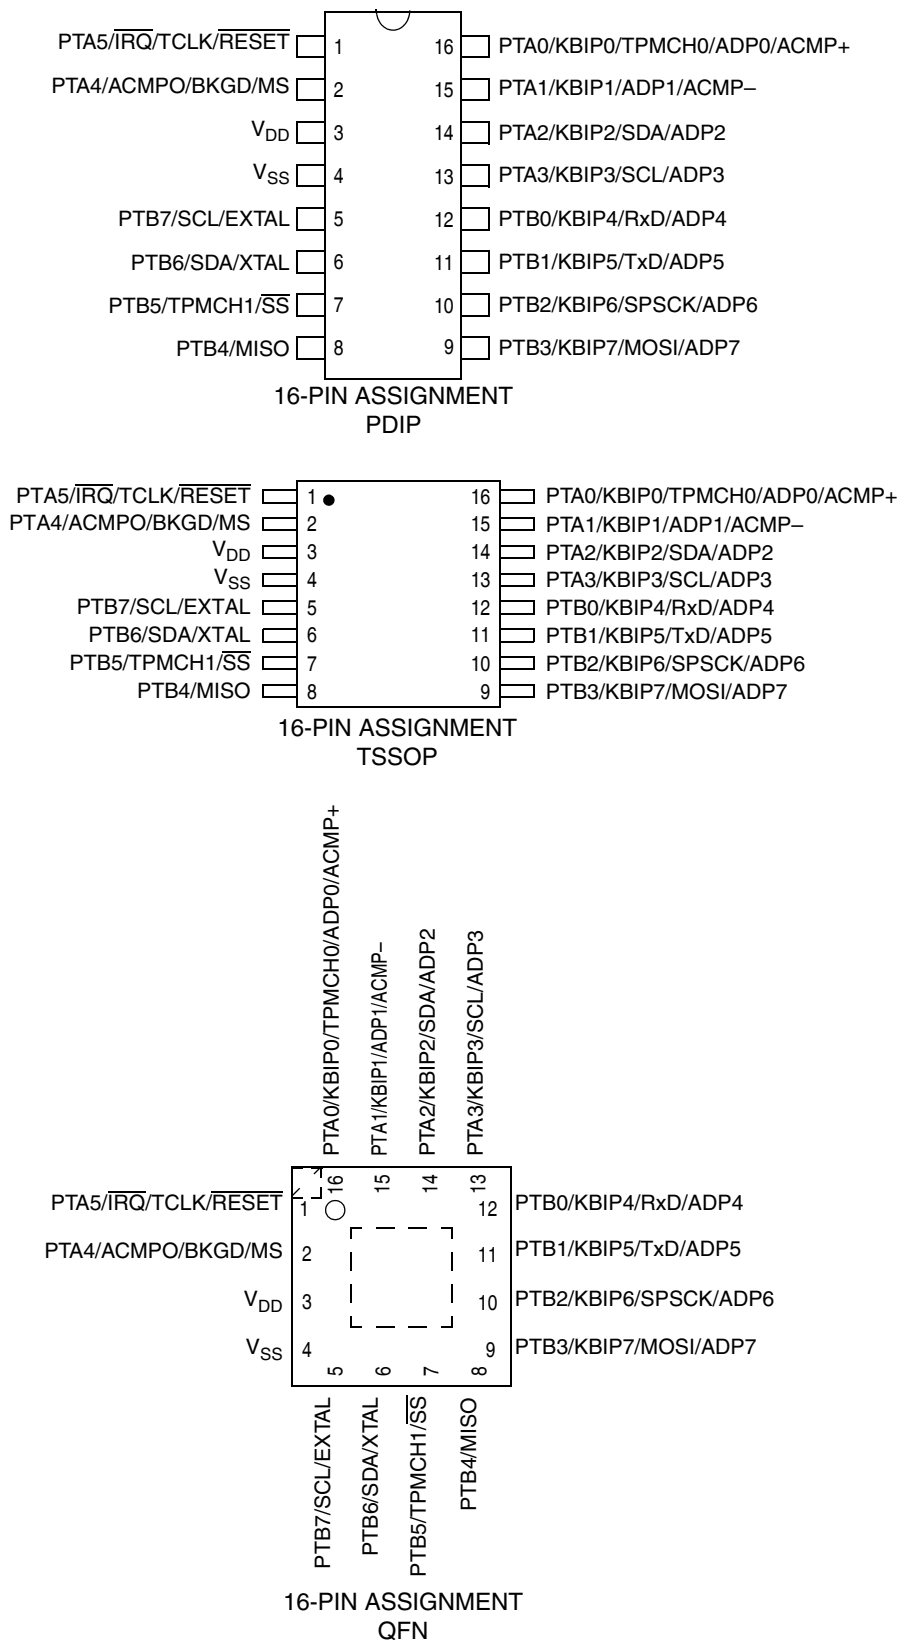 PTA5/IRQ/TCLK/RESET 1 16 PTA0/KBIP0/TPMCH0/ADP0/ACMP+
PTA4/ACMPO/BKGD/MS 2 15 PTA1/KBIP1/ADP1/ACMP–
VDD 3 14 PTA2/KBIP2/SDA/ADP2
VSS 4 13 PTA3/KBIP3/SCL/ADP3
PTB7/SCL/EXTAL 5 12 PTB0/KBIP4/RxD/ADP4
PTB6/SDA/XTAL 6 11 PTB1/KBIP5/TxD/ADP5
PTB5/TPMCH1/SS 7 10 PTB2/KBIP6/SPSCK/ADP6
PTB4/MISO 8 9 PTB3/KBIP7/MOSI/ADP7
16-PIN ASSIGNMENT
PDIP
PTA5/IRQ/TCLK/RESET 1 16 PTA0/KBIP0/TPMCH0/ADP0/ACMP+
PTA4/ACMPO/BKGD/MS 2 15 PTA1/KBIP1/ADP1/ACMP–
VDD 3 14 PTA2/KBIP2/SDA/ADP2
VSS 4 13 PTA3/KBIP3/SCL/ADP3
PTB7/SCL/EXTAL 5 12 PTB0/KBIP4/RxD/ADP4
PTB6/SDA/XTAL 6 11 PTB1/KBIP5/TxD/ADP5
PTB5/TPMCH1/SS 7 10 PTB2/KBIP6/SPSCK/ADP6
PTB4/MISO 8 9 PTB3/KBIP7/MOSI/ADP7
16-PIN ASSIGNMENT
TSSOP
PTA0/KBIP0/TPMCH0/ADP0/ACMP+
PTA1/KBIP1/ADP1/ACMP–
PTA2/KBIP2/SDA/ADP2
PTA3/KBIP3/SCL/ADP3
16 15 14 13
PTA5/IRQ/TCLK/RESET 1 12 PTB0/KBIP4/RxD/ADP4
PTA4/ACMPO/BKGD/MS 2 11 PTB1/KBIP5/TxD/ADP5
VDD 3 10 PTB2/KBIP6/SPSCK/ADP6
VSS 4 9 PTB3/KBIP7/MOSI/ADP7
5 6 7 8
PTB7/SCL/EXTAL
PTB6/SDA/XTAL
PTB5/TPMCH1/SS
PTB4/MISO
16-PIN ASSIGNMENT
QFN